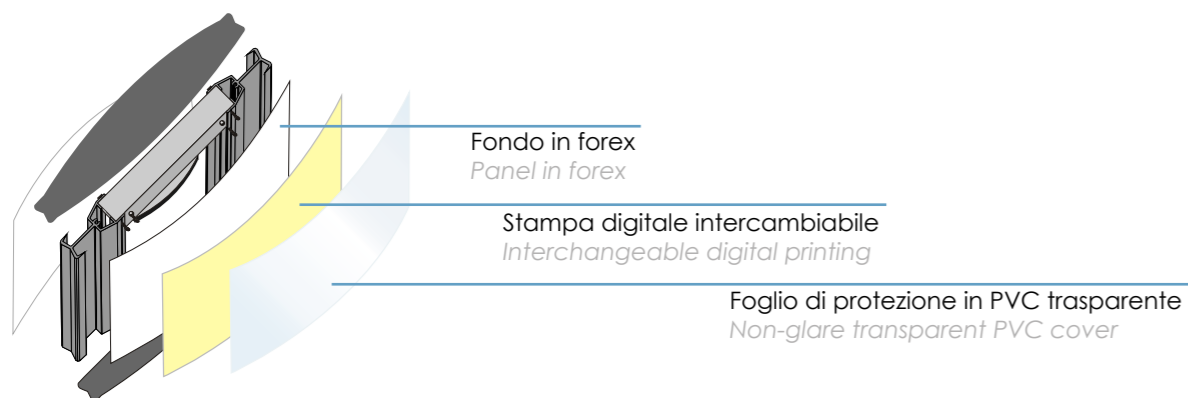 Fondo in forex
Panel in forex
Stampa digitale intercambiabile
Interchangeable digital printing
Foglio di protezione in PVC trasparente
Non-glare transparent PVC cover